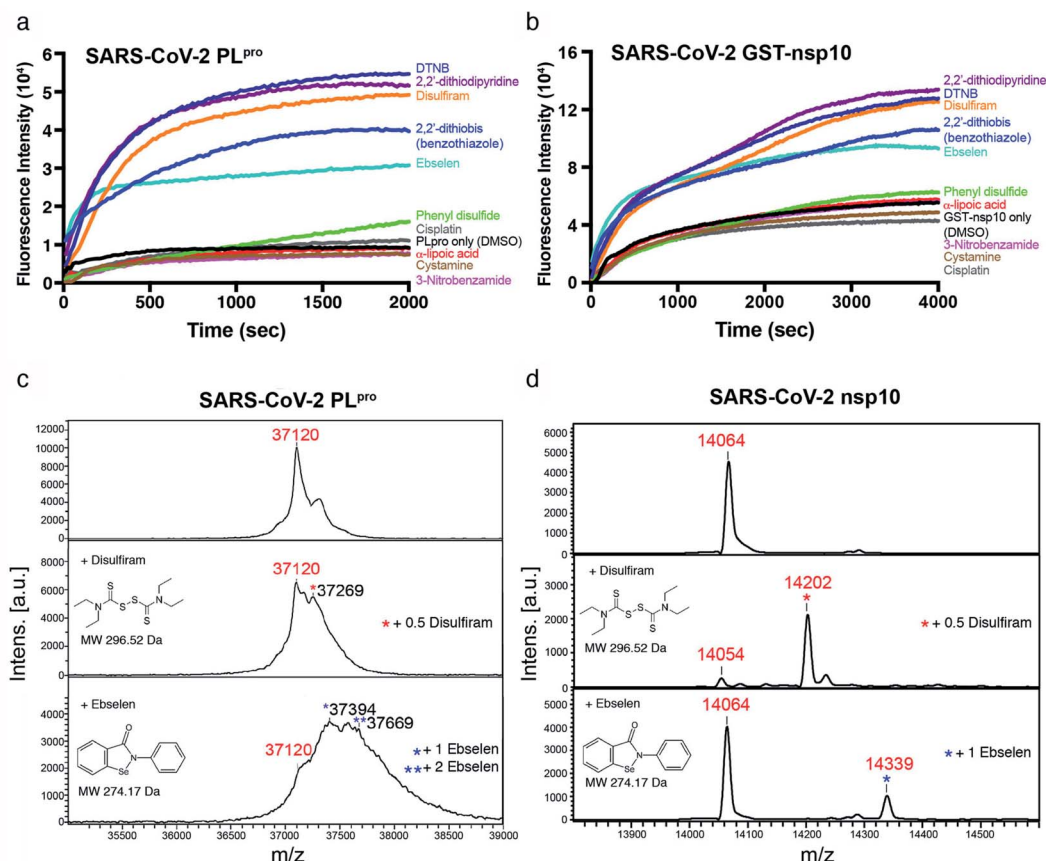 a
SARS-CoV-2 PLpro
Fluorescence Intensity (10⁴)
6
5
4
3
2
1
0
0 500 1000 1500 2000
Time (sec)
DTNB
2,2'-dithiodipyridine
Disulfiram
2,2'-dithiobis
(benzothiazole)
Ebselen
Phenyl disulfide
Cisplatin
PLpro only (DMSO)
α-lipoic acid
Cystamine
3-Nitrobenzamide
b
SARS-CoV-2 GST-nsp10
Fluorescence Intensity (10⁴)
16
12
8
4
0
0 1000 2000 3000 4000
Time (sec)
2,2'-dithiodipyridine
DTNB
Disulfiram
2,2'-dithiobis
(benzothiazole)
Ebselen
Phenyl disulfide
α-lipoic acid
GST-nsp10 only
(DMSO)
3-Nitrobenzamide
Cystamine
Cisplatin
c
SARS-CoV-2 PLpro
Intens. [a.u.]
12000
10000
8000
6000
4000
2000
0
37120
8000
6000
4000
2000
0
+ Disulfiram
S
N
S-S
N
S
MW 296.52 Da
37120
*37269
* + 0.5 Disulfiram
4000
3000
2000
1000
0
+ Ebselen
O
N
Se
MW 274.17 Da
37120
*37394
**37669
* + 1 Ebselen
** + 2 Ebselen
35500 36000 36500 37000 37500 38000 38500 39000
m/z
d
SARS-CoV-2 nsp10
Intens. [a.u.]
6000
5000
4000
3000
2000
1000
0
14064
3000
2000
1000
0
+ Disulfiram
S
N
S-S
N
S
MW 296.52 Da
14054
14202
*
* + 0.5 Disulfiram
5000
4000
3000
2000
1000
0
+ Ebselen
O
N
Se
MW 274.17 Da
14064
14339
*
* + 1 Ebselen
13900 14000 14100 14200 14300 14400 14500
m/z